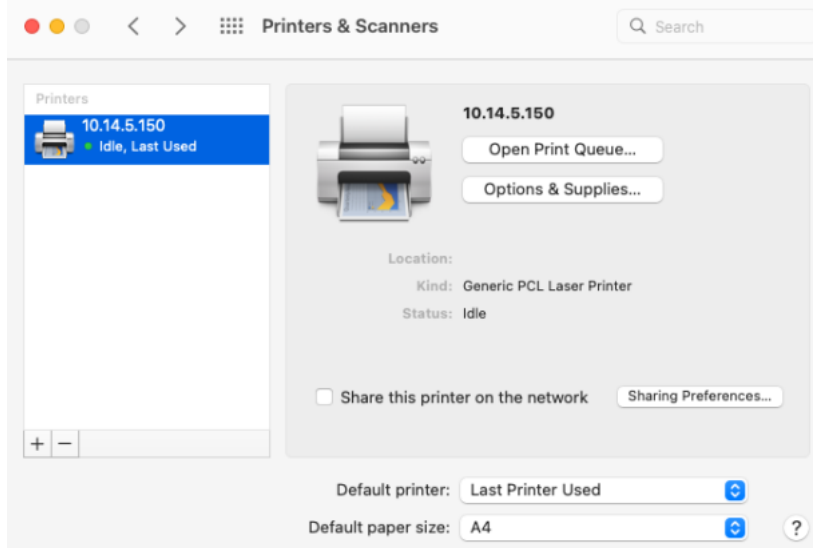 Printers & Scanners
Search
Printers
10.14.5.150
Idle, Last Used
10.14.5.150
Open Print Queue...
Options & Supplies...
Location:
Kind: Generic PCL Laser Printer
Status: Idle
Share this printer on the network
Sharing Preferences...
+ −
Default printer: Last Printer Used
Default paper size: A4
?